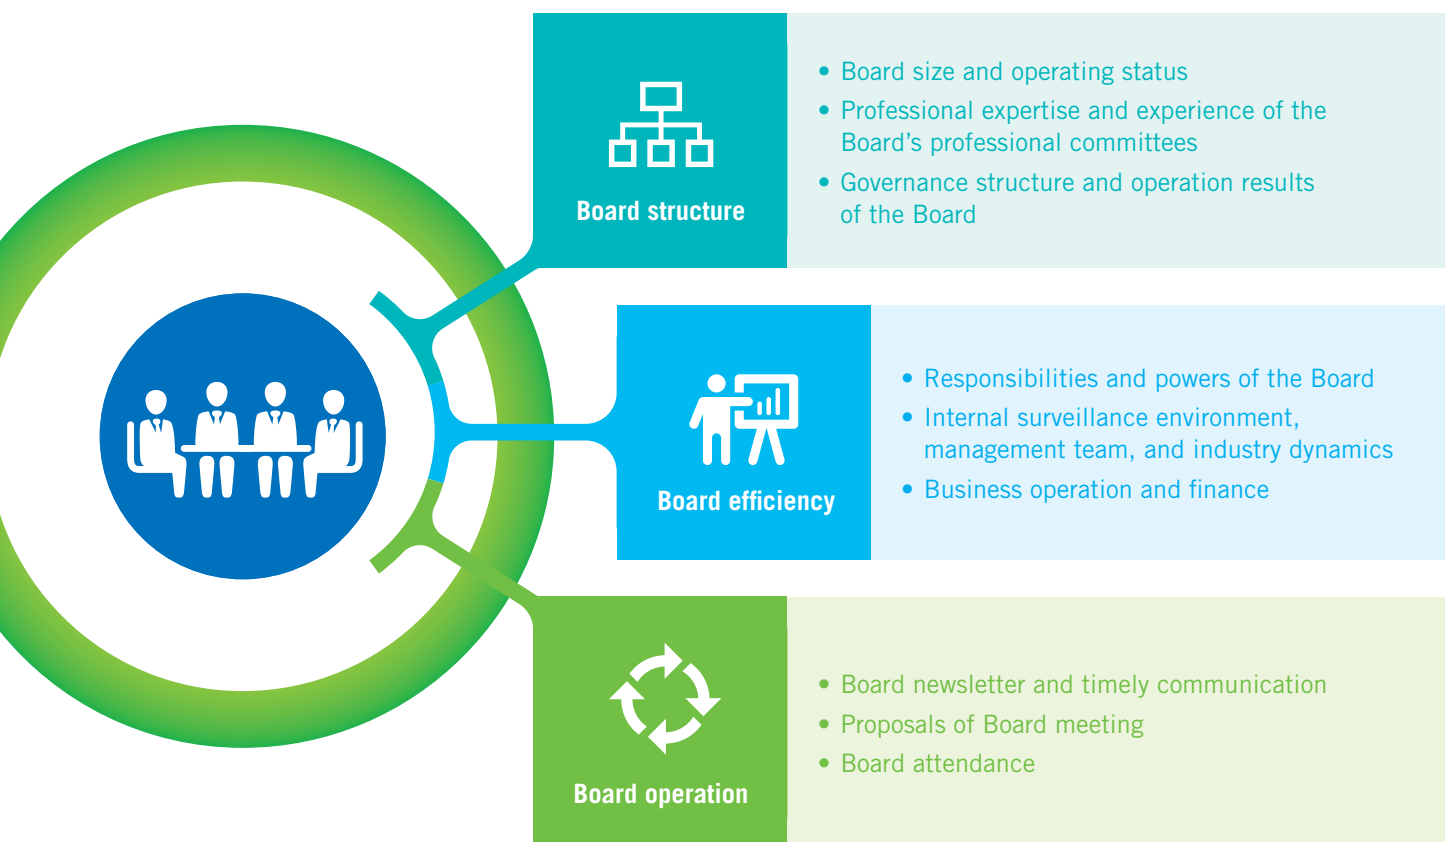 Board structure
• Board size and operating status
• Professional expertise and experience of the
Board’s professional committees
• Governance structure and operation results
of the Board
Board efficiency
• Responsibilities and powers of the Board
• Internal surveillance environment,
management team, and industry dynamics
• Business operation and finance
Board operation
• Board newsletter and timely communication
• Proposals of Board meeting
• Board attendance